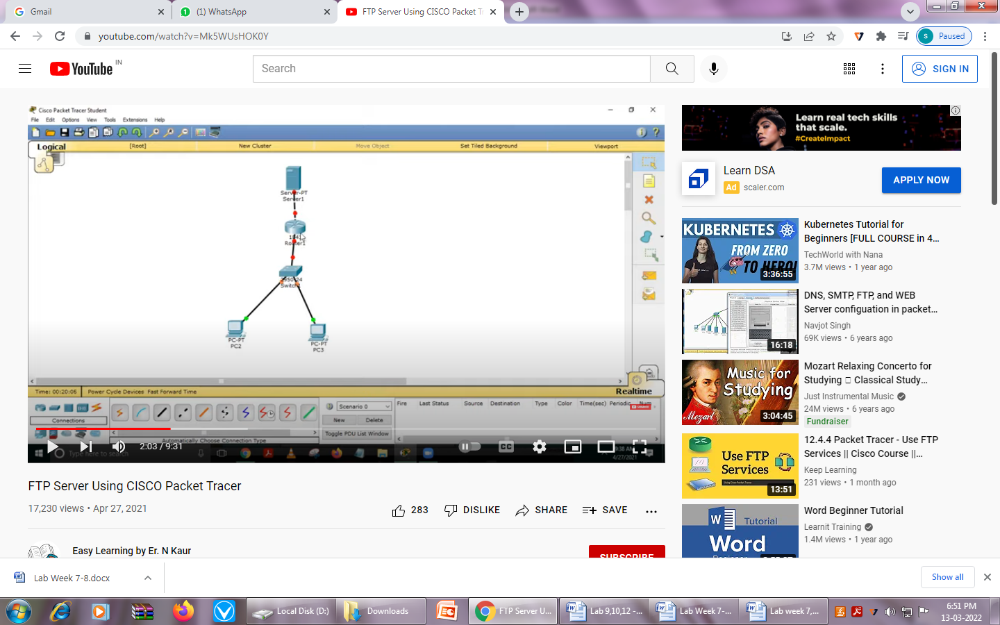 Gmail
(1) WhatsApp
FTP Server Using CISCO Packet Tr
youtube.com/watch?v=Mk5WUsHOK0Y
S
Paused
YouTube IN
Search
SIGN IN
Cisco Packet Tracer Student
File Edit Options View Tools Extensions Help
Logical
[Root]
New Cluster
Move Object
Set Tiled Background
Viewport
Server-PT
Server1
Router1
2950-24
Switch
PC-PT
PC2
PC-PT
PC3
Time: 00:20:06 Power Cycle Devices Fast Forward Time
Realtime
Connections
Scenario 0
New Delete
Toggle PDU List Window
Fire Last Status Source Destination Type Color Time(sec) Periodic Num
Automatically Choose Connection Type
Type here to search
2:03 / 9:31
CC
4/27/2021
Learn real tech skills
that scale.
#CreateImpact
Learn DSA
Ad scaler.com
APPLY NOW
KUBERNETES
FROM ZERO
TO HERO!
3:36:55
Kubernetes Tutorial for
Beginners [FULL COURSE in 4...
TechWorld with Nana
3.7M views • 1 year ago
16:18
DNS, SMTP, FTP, and WEB
Server configuation in packet...
Navjot Singh
69K views • 6 years ago
Music for
Studying
Mozart
3:04:45
Mozart Relaxing Concerto for
Studying □ Classical Study...
Just Instrumental Music
24M views • 6 years ago
Fundraiser
Use FTP
Services
13:51
12.4.4 Packet Tracer - Use FTP
Services || Cisco Course ||...
Keep Learning
231 views • 1 month ago
W Tutorial
Word
Word Beginner Tutorial
Learnit Training
1.4M views • 1 year ago
FTP Server Using CISCO Packet Tracer
17,230 views • Apr 27, 2021
283 DISLIKE SHARE SAVE
Easy Learning by Er. N Kaur
SUBSCRIBE
Lab Week 7-8.docx
Show all
Local Disk (D:)
Downloads
FTP Server U...
Lab 9,10,12 -...
Lab Week 7-...
Lab week 7,...
6:51 PM
13-03-2022